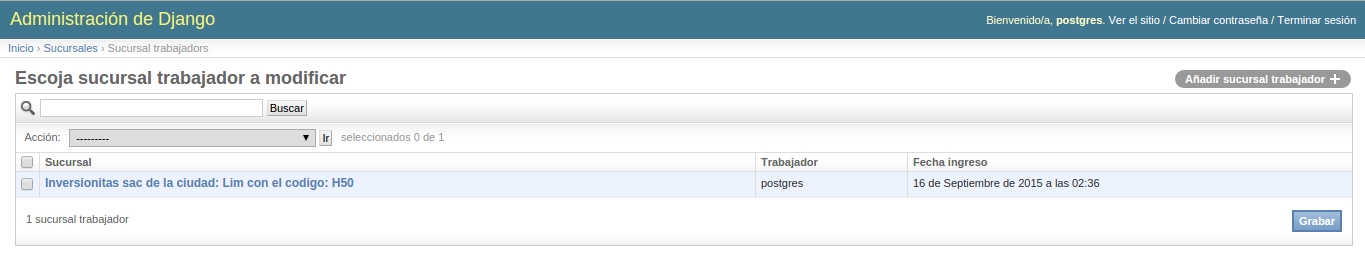 Administración de Django
Bienvenido/a, postgres. Ver el sitio / Cambiar contraseña / Terminar sesión
Inicio › Sucursales › Sucursal trabajadors
Escoja sucursal trabajador a modificar
Añadir sucursal trabajador +
Buscar
Acción: --------- Ir seleccionados 0 de 1
Sucursal Trabajador Fecha ingreso
Inversionitas sac de la ciudad: Lim con el codigo: H50 postgres 16 de Septiembre de 2015 a las 02:36
1 sucursal trabajador
Grabar